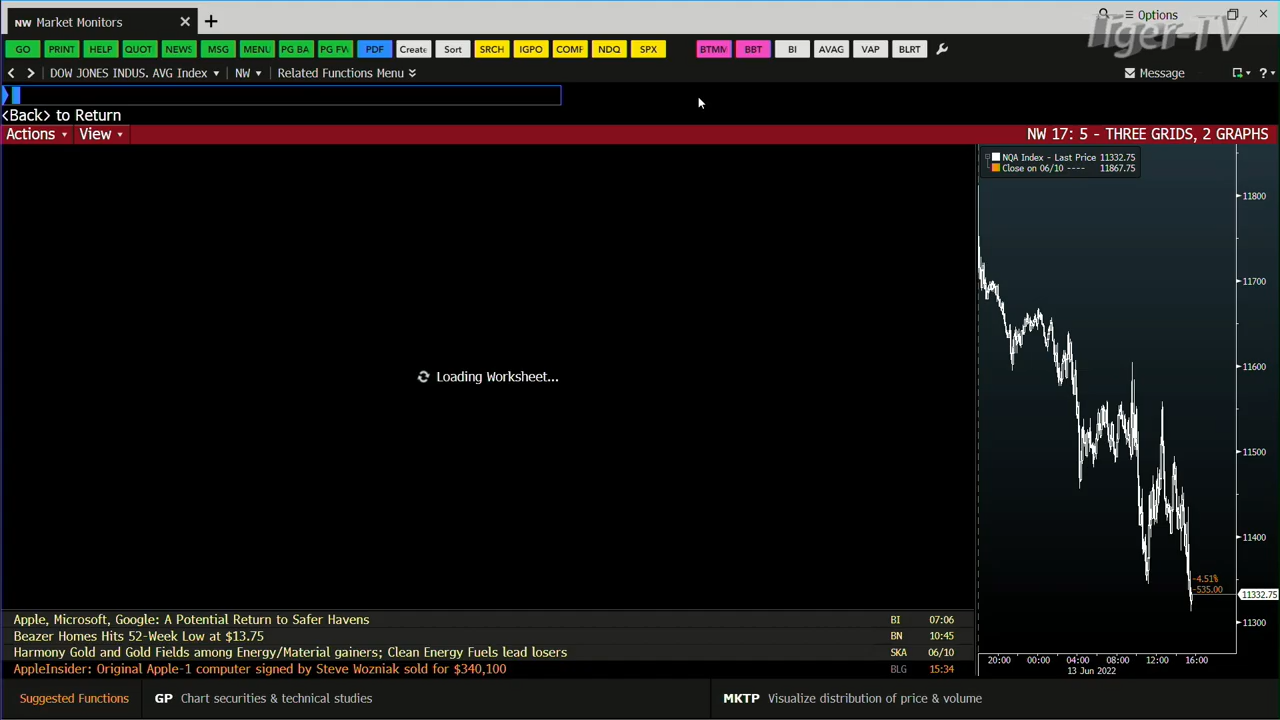 NW Market Monitors
Options
Tiger-TV
GO PRINT HELP QUOT NEWS MSG MENU PG BA PG FW PDF Create Sort SRCH IGPO COMF NDQ SPX BTMM BBT BI AVAG VAP BLRT
DOW JONES INDUS. AVG Index NW Related Functions Menu
Message
?
<Back> to Return
Actions View
NW 17: 5 - THREE GRIDS, 2 GRAPHS
NQA Index - Last Price 11332.75
Close on 06/10 ---- 11867.75
11800
11700
11600
11500
11400
-4.51%
-535.00
11332.75
11300
Loading Worksheet...
20:00 00:00 04:00 08:00 12:00 16:00
13 Jun 2022
Apple, Microsoft, Google: A Potential Return to Safer Havens BI 07:06
Beazer Homes Hits 52-Week Low at $13.75 BN 10:45
Harmony Gold and Gold Fields among Energy/Material gainers; Clean Energy Fuels lead losers SKA 06/10
AppleInsider: Original Apple-1 computer signed by Steve Wozniak sold for $340,100 BLG 15:34
Suggested Functions GP Chart securities & technical studies MKTP Visualize distribution of price & volume